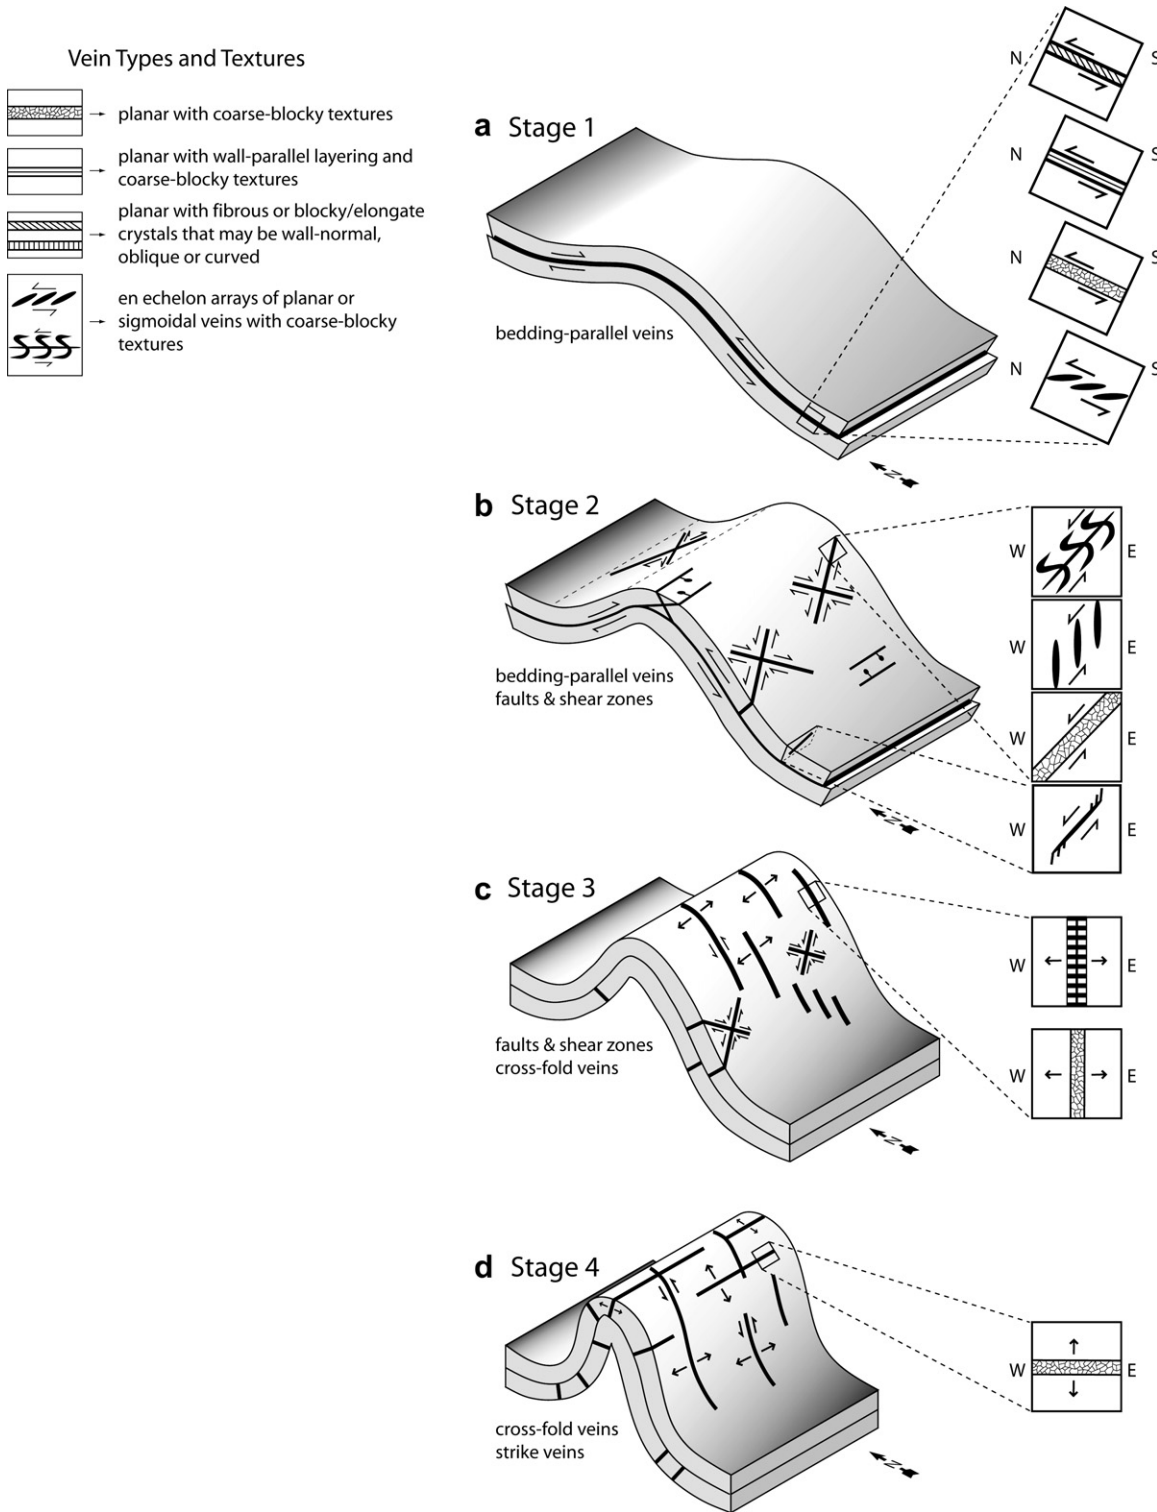 Vein Types and Textures
planar with coarse-blocky textures
planar with wall-parallel layering and
coarse-blocky textures
planar with fibrous or blocky/elongate
crystals that may be wall-normal,
oblique or curved
en echelon arrays of planar or
sigmoidal veins with coarse-blocky
textures
a Stage 1
bedding-parallel veins
N S
N S
N S
N S
N
b Stage 2
bedding-parallel veins
faults & shear zones
W E
W E
W E
W E
N
c Stage 3
faults & shear zones
cross-fold veins
W E
W E
N
d Stage 4
cross-fold veins
strike veins
W E
N